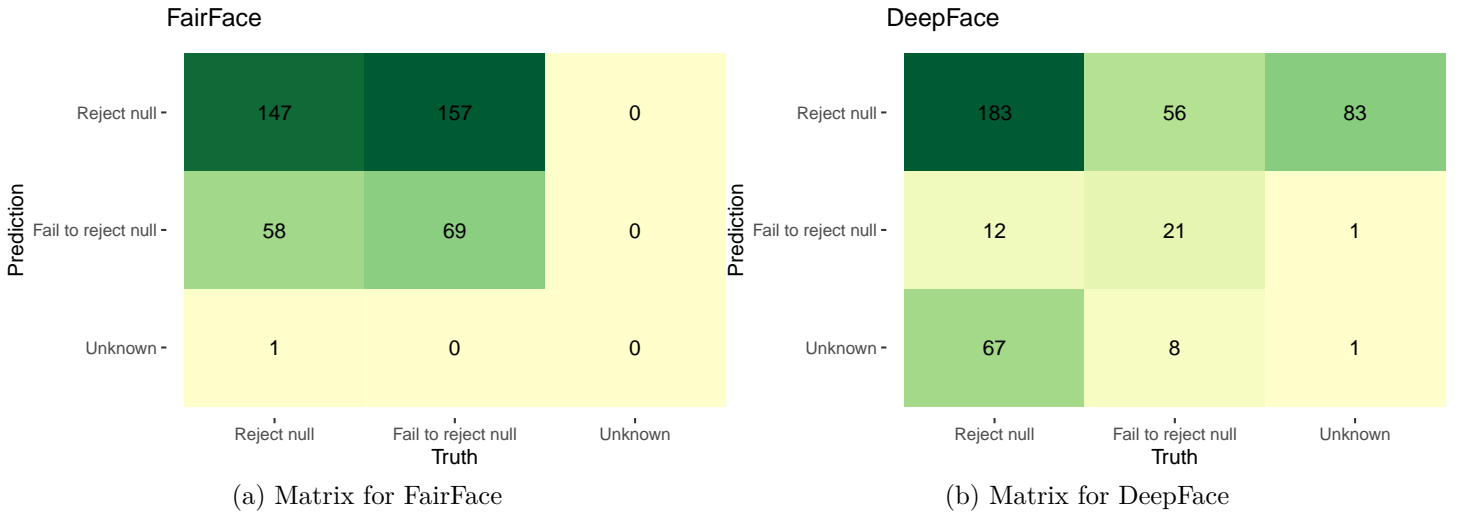 FairFace
Prediction
Reject null
147 157 0
Fail to reject null
58 69 0
Unknown
1 0 0
Reject null Fail to reject null Unknown
Truth
(a) Matrix for FairFace
DeepFace
Prediction
Reject null
183 56 83
Fail to reject null
12 21 1
Unknown
67 8 1
Reject null Fail to reject null Unknown
Truth
(b) Matrix for DeepFace